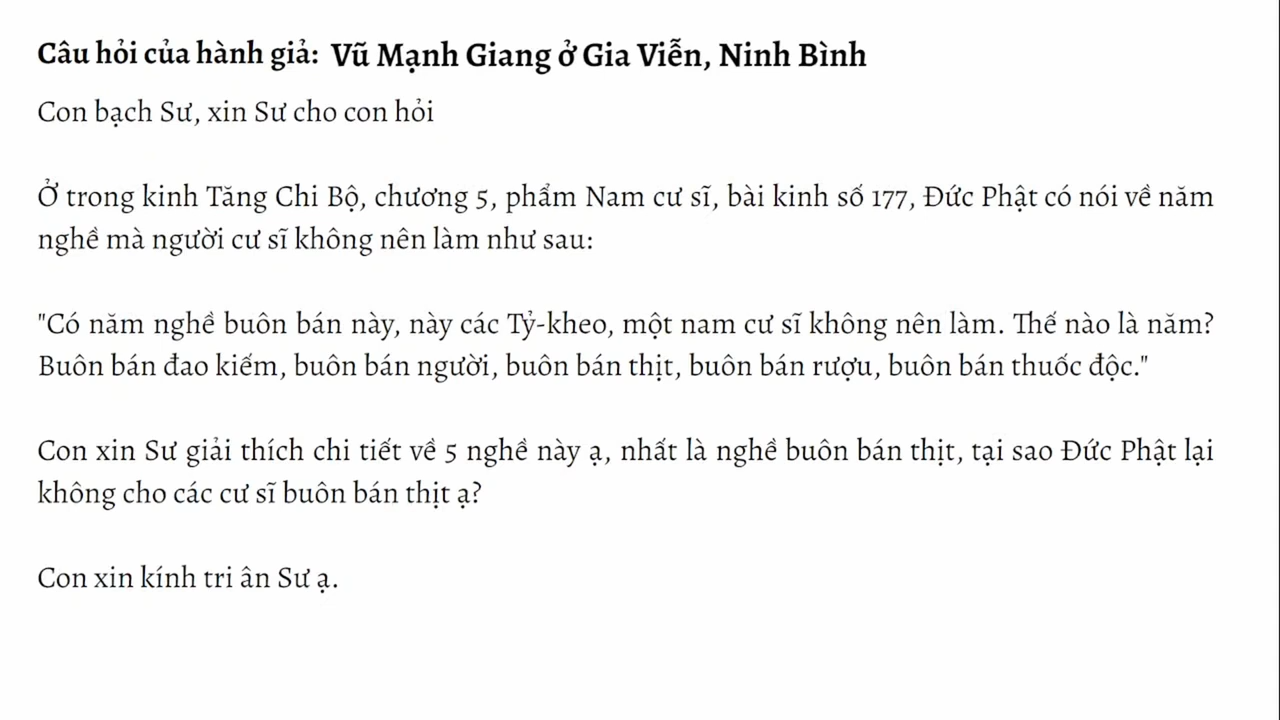 Câu hỏi của hành giả: Vũ Mạnh Giang ở Gia Viễn, Ninh Bình
Con bạch Sư, xin Sư cho con hỏi
Ở trong kinh Tăng Chi Bộ, chương 5, phẩm Nam cư sĩ, bài kinh số 177, Đức Phật có nói về năm
nghề mà người cư sĩ không nên làm như sau:
"Có năm nghề buôn bán này, này các Tỷ-kheo, một nam cư sĩ không nên làm. Thế nào là năm?
Buôn bán đao kiếm, buôn bán người, buôn bán thịt, buôn bán rượu, buôn bán thuốc độc."
Con xin Sư giải thích chi tiết về 5 nghề này ạ, nhất là nghề buôn bán thịt, tại sao Đức Phật lại
không cho các cư sĩ buôn bán thịt ạ?
Con xin kính tri ân Sư ạ.